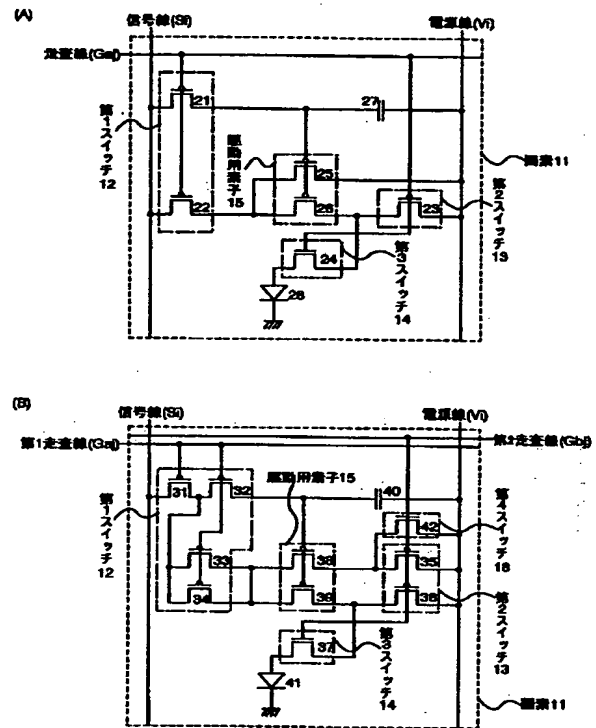 (A)
信号線(Si)
電源線(Vi)
走査線(Gaj)
21
27
第1スイッチ12
駆動用素子15
25
画素11
22
26
23
第2スイッチ13
24
第3スイッチ14
28
(B)
信号線(Si)
電源線(Vi)
第1走査線(Gaj)
第2走査線(Gbj)
駆動用素子15
31
32
40
第4スイッチ16
42
第1スイッチ12
33
38
35
34
39
36
第2スイッチ13
37
第3スイッチ14
41
画素11